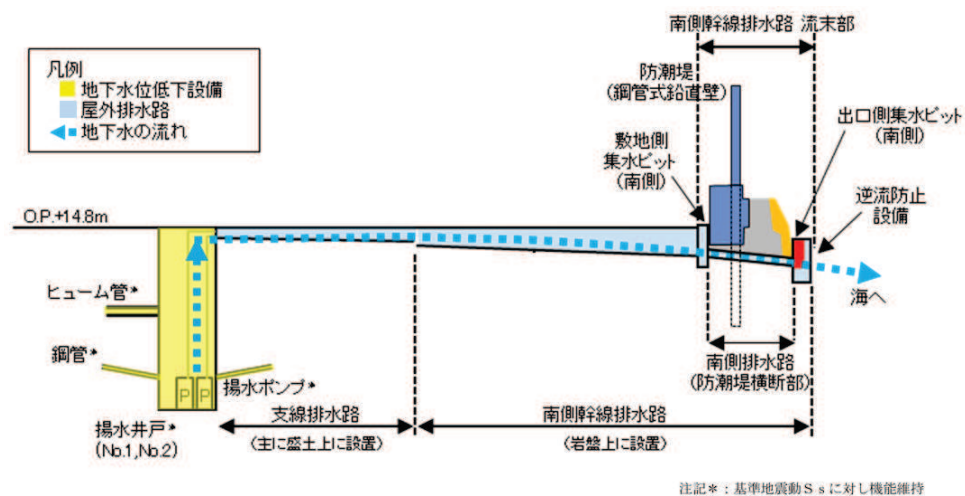 南側幹線排水路 流末部
凡例
地下水位低下設備
屋外排水路
地下水の流れ
防潮堤
(鋼管式鉛直壁)
出口側集水ピット
(南側)
敷地側
集水ピット
(南側)
逆流防止
設備
O.P.+14.8m
海へ
ヒューム管*
鋼管*
P P
揚水ポンプ*
南側排水路
(防潮堤横断部)
揚水井戸*
(No.1,No.2)
支線排水路
(主に盛土上に設置)
南側幹線排水路
(岩盤上に設置)
注記*:基準地震動Ssに対し機能維持